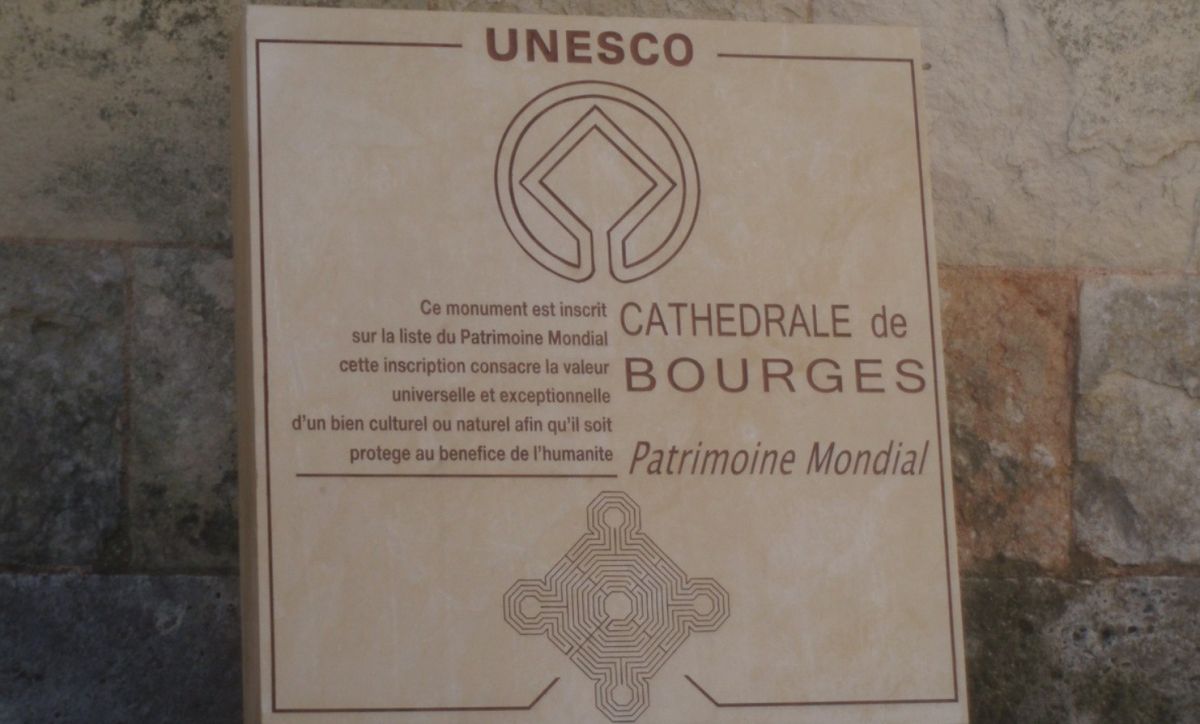 UNESCO
Ce monument est inscrit
sur la liste du Patrimoine Mondial
cette inscription consacre la valeur
universelle et exceptionnelle
d'un bien culturel ou naturel afin qu'il soit
protege au benefice de l'humanite
CATHEDRALE de
BOURGES
Patrimoine Mondial